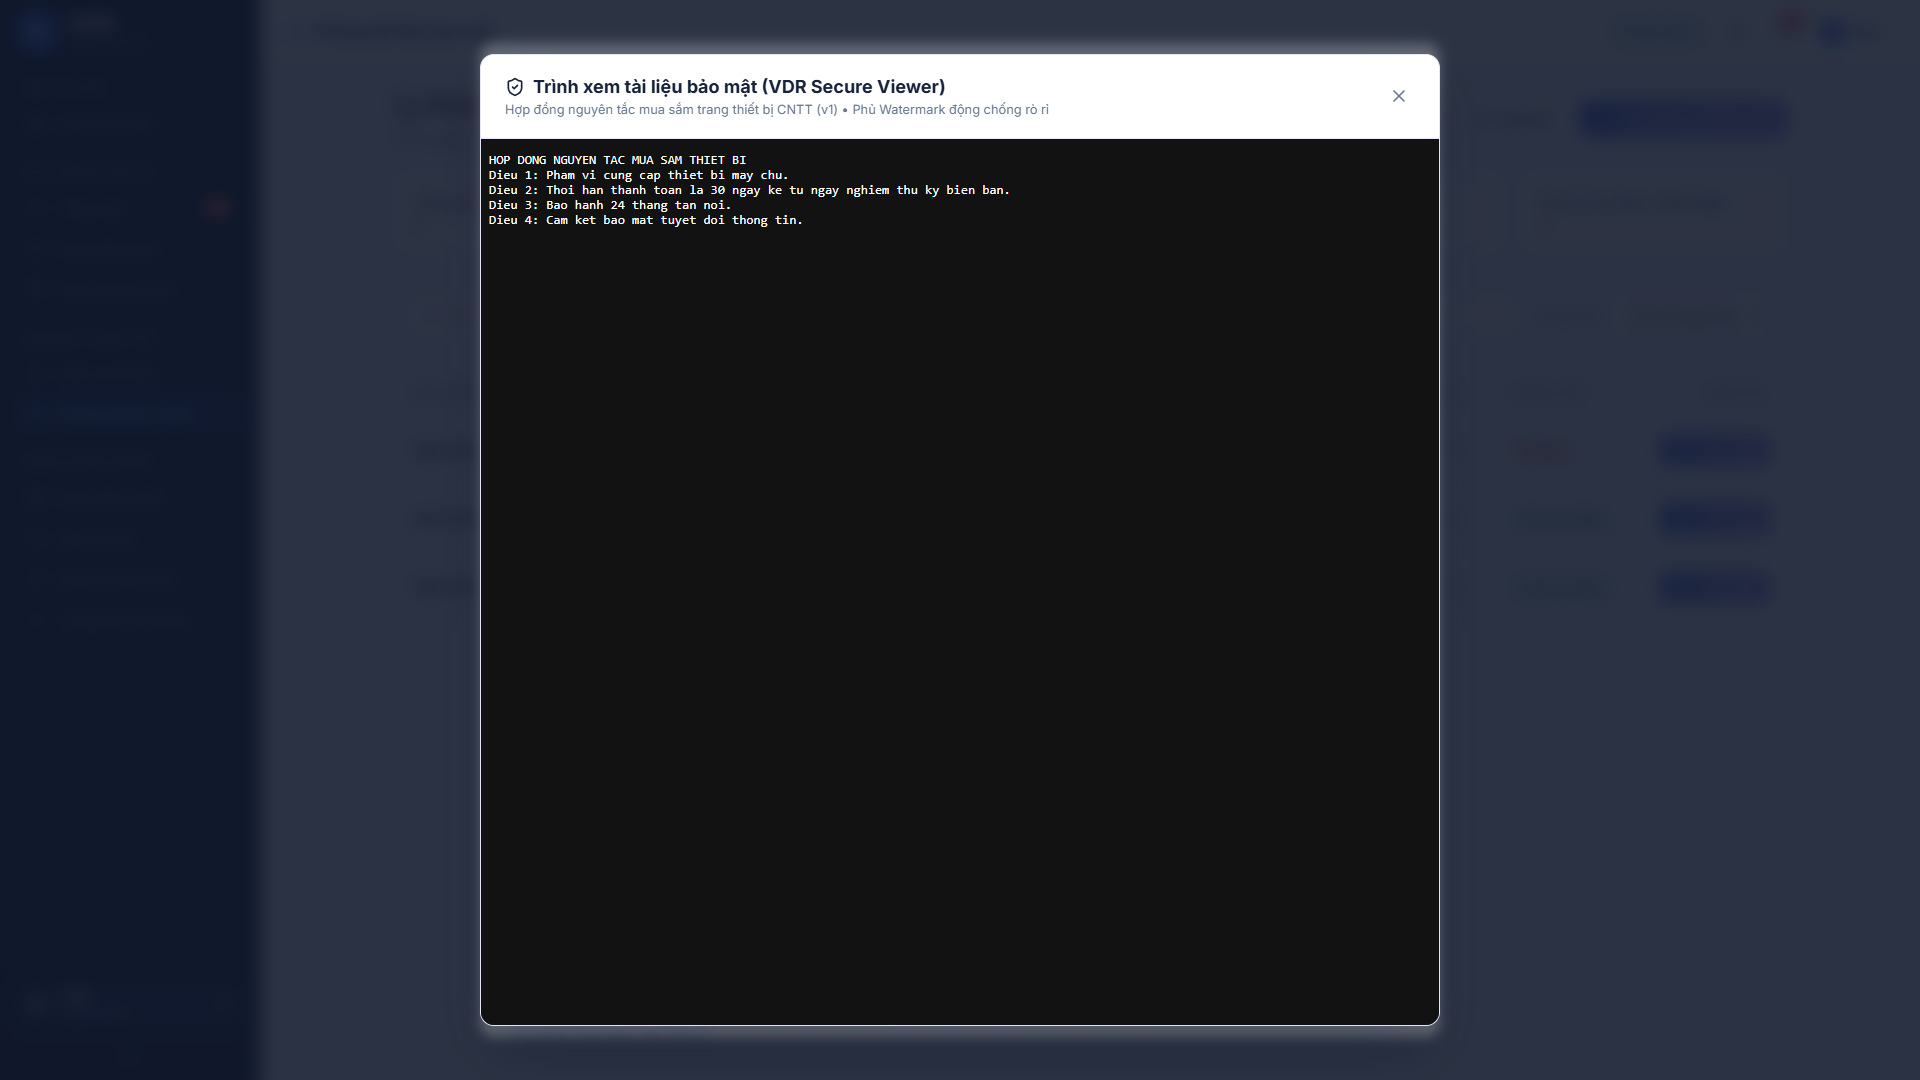 Trình xem tài liệu bảo mật (VDR Secure Viewer)
Hợp đồng nguyên tắc mua sắm trang thiết bị CNTT (v1) • Phủ Watermark động chống rò rỉ
HOP DONG NGUYEN TAC MUA SAM THIET BI
Dieu 1: Pham vi cung cap thiet bi may chu.
Dieu 2: Thoi han thanh toan la 30 ngay ke tu ngay nghiem thu ky bien ban.
Dieu 3: Bao hanh 24 thang tan noi.
Dieu 4: Cam ket bao mat tuyet doi thong tin.